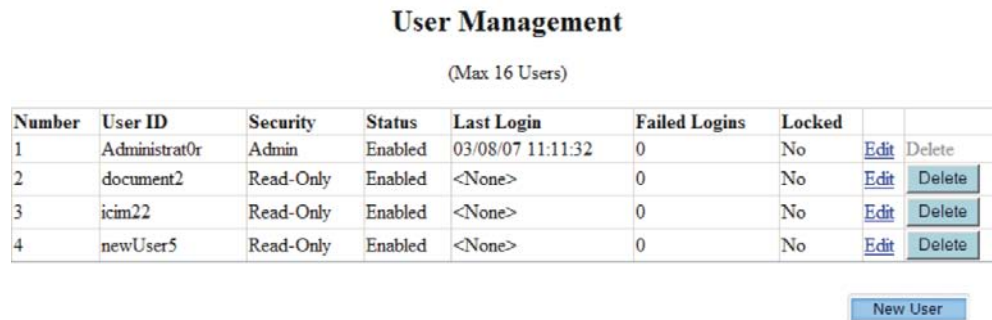 User Management
(Max 16 Users)
Number User ID Security Status Last Login Failed Logins Locked
1 Administrat0r Admin Enabled 03/08/07 11:11:32 0 No Edit Delete
2 document2 Read-Only Enabled <None> 0 No Edit Delete
3 icim22 Read-Only Enabled <None> 0 No Edit Delete
4 newUser5 Read-Only Enabled <None> 0 No Edit Delete
New User